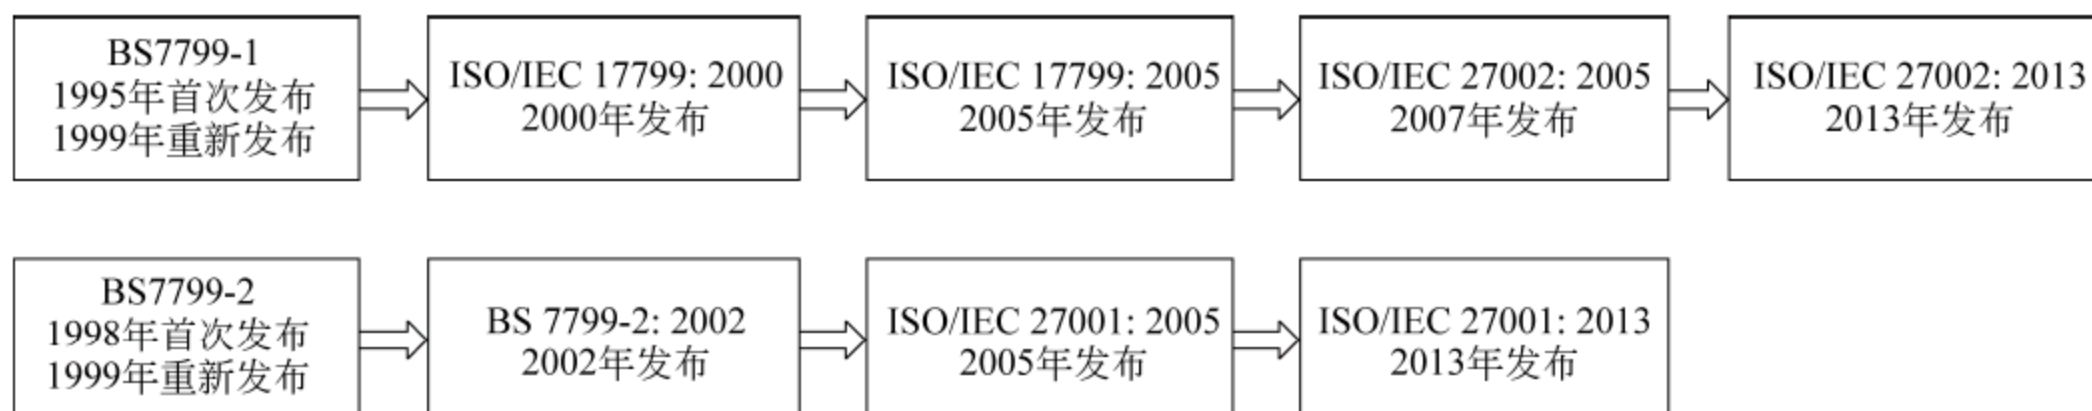 BS7799-1
1995年首次发布
1999年重新发布
ISO/IEC 17799: 2000
2000年发布
ISO/IEC 17799: 2005
2005年发布
ISO/IEC 27002: 2005
2007年发布
ISO/IEC 27002: 2013
2013年发布
BS7799-2
1998年首次发布
1999年重新发布
BS 7799-2: 2002
2002年发布
ISO/IEC 27001: 2005
2005年发布
ISO/IEC 27001: 2013
2013年发布